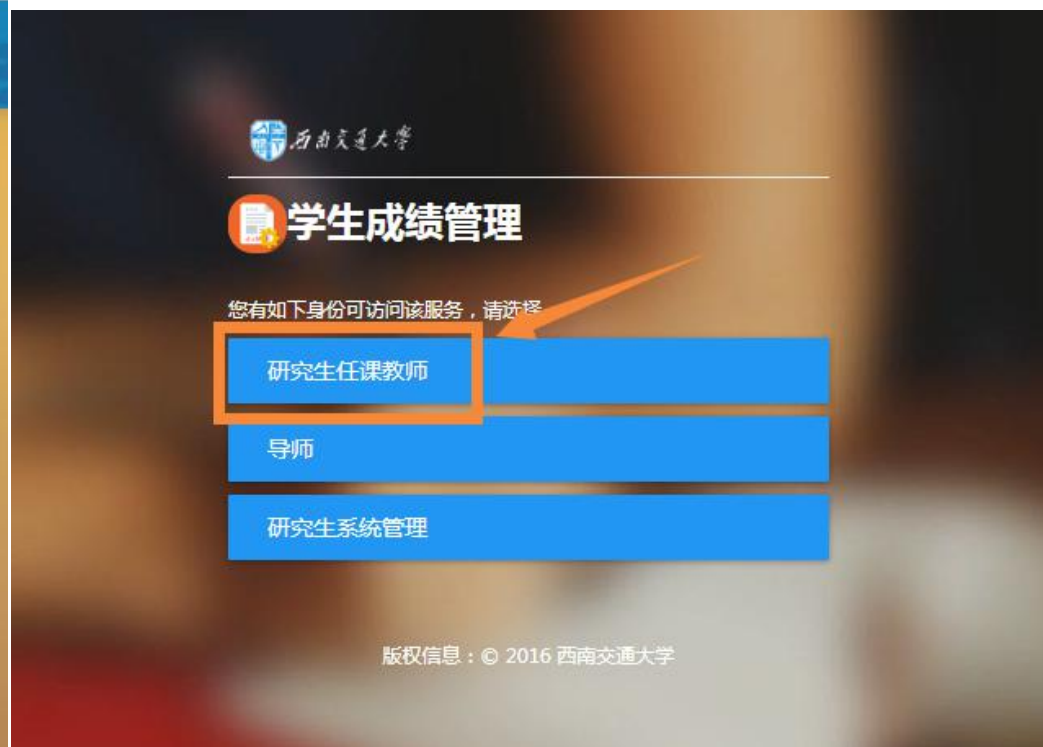 西南交通大学
学生成绩管理
您有如下身份可访问该服务，请选择
研究生任课教师
导师
研究生系统管理
版权信息：© 2016 西南交通大学